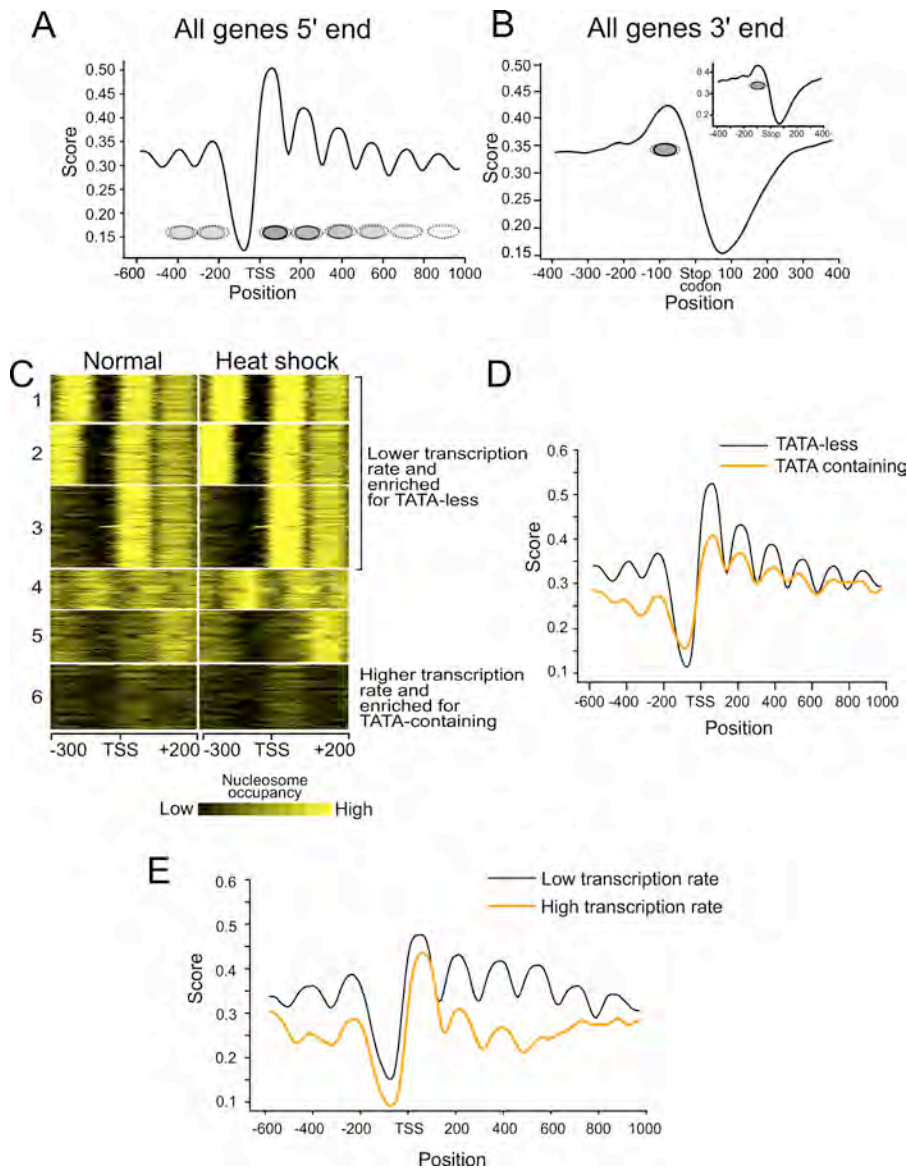 A
All genes 5' end
Score
0.50
0.45
0.40
0.35
0.30
0.25
0.20
0.15
-600 -400 -200 TSS 200 400 600 800 1000
Position
B
All genes 3' end
Score
0.50
0.45
0.40
0.35
0.30
0.25
0.20
0.15
-400 -200 -100 Stop codon 100 200 300 400
Position
0.4
0.3
0.2
-400 -200 Stop 200 400
C
Normal Heat shock
1
2
3
4
5
6
Lower transcription
rate and
enriched
for TATA-less
Higher transcription
rate and
enriched for
TATA-containing
-300 TSS +200 -300 TSS +200
Nucleosome
occupancy
Low High
D
TATA-less
TATA containing
Score
0.6
0.5
0.4
0.3
0.2
0.1
-600 -400 -200 TSS 200 400 600 800 1000
Position
E
Low transcription rate
High transcription rate
Score
0.6
0.5
0.4
0.3
0.2
0.1
-600 -400 -200 TSS 200 400 600 800 1000
Position